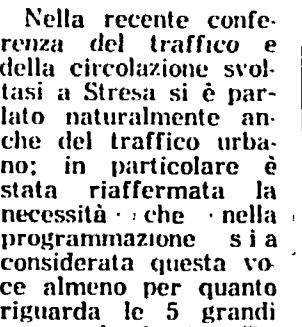 Nella recente confe-
renza del traffico e
della circolazione svol-
tasi a Stresa si è par-
lato naturalmente an-
che del traffico urba-
no; in particolare è
stata riaffermata la
necessità che nella
programmazione sia
considerata questa vo-
ce almeno per quanto
riguarda le 5 grandi